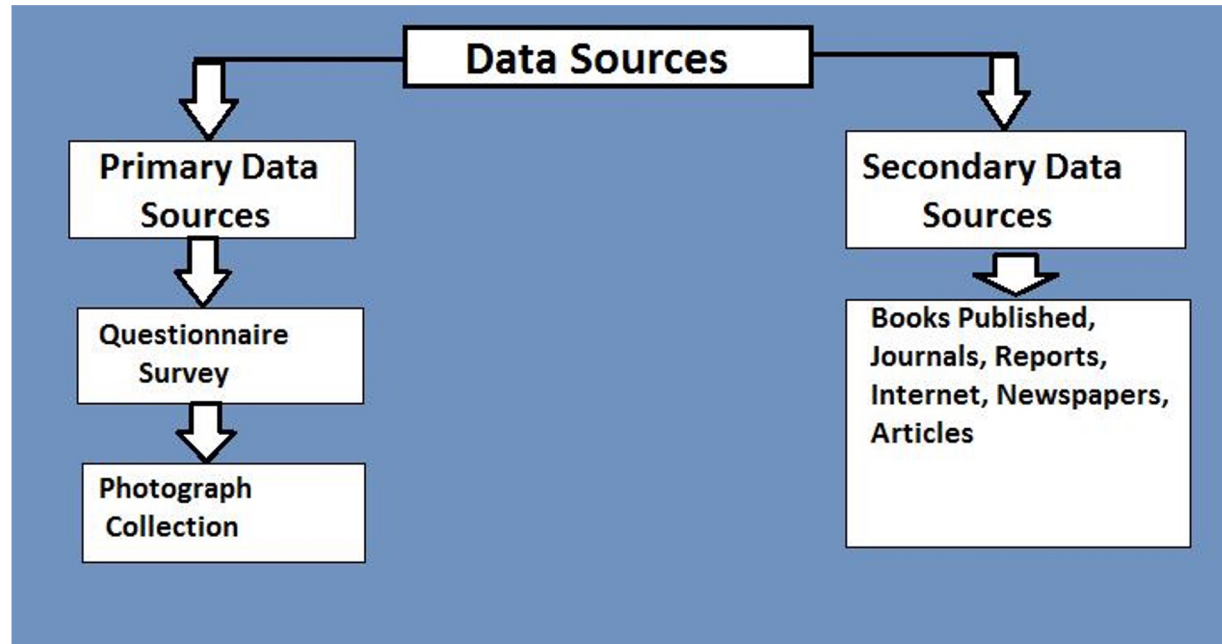 Data Sources
Primary Data
Sources
Secondary Data
Sources
Questionnaire
Survey
Photograph
Collection
Books Published,
Journals, Reports,
Internet, Newspapers,
Articles